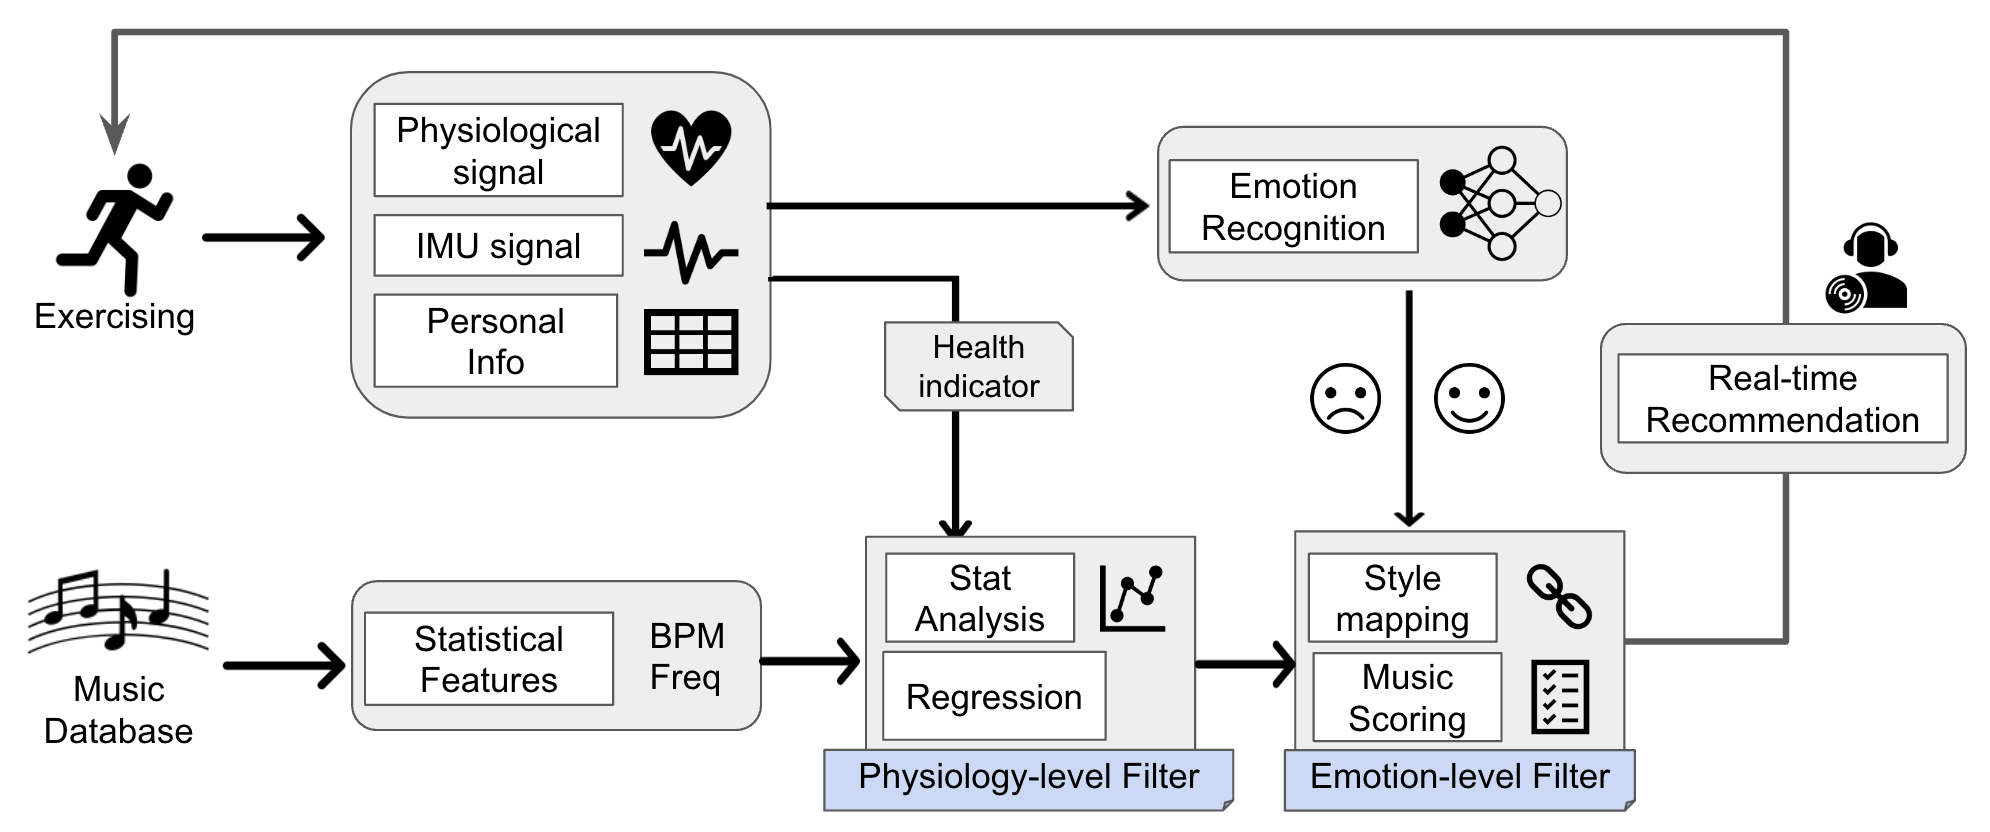 Physiological
signal
IMU signal
Personal
Info
Exercising
Emotion
Recognition
Health
indicator
Real-time
Recommendation
Music
Database
Statistical
Features
BPM
Freq
Stat
Analysis
Regression
Physiology-level Filter
Style
mapping
Music
Scoring
Emotion-level Filter